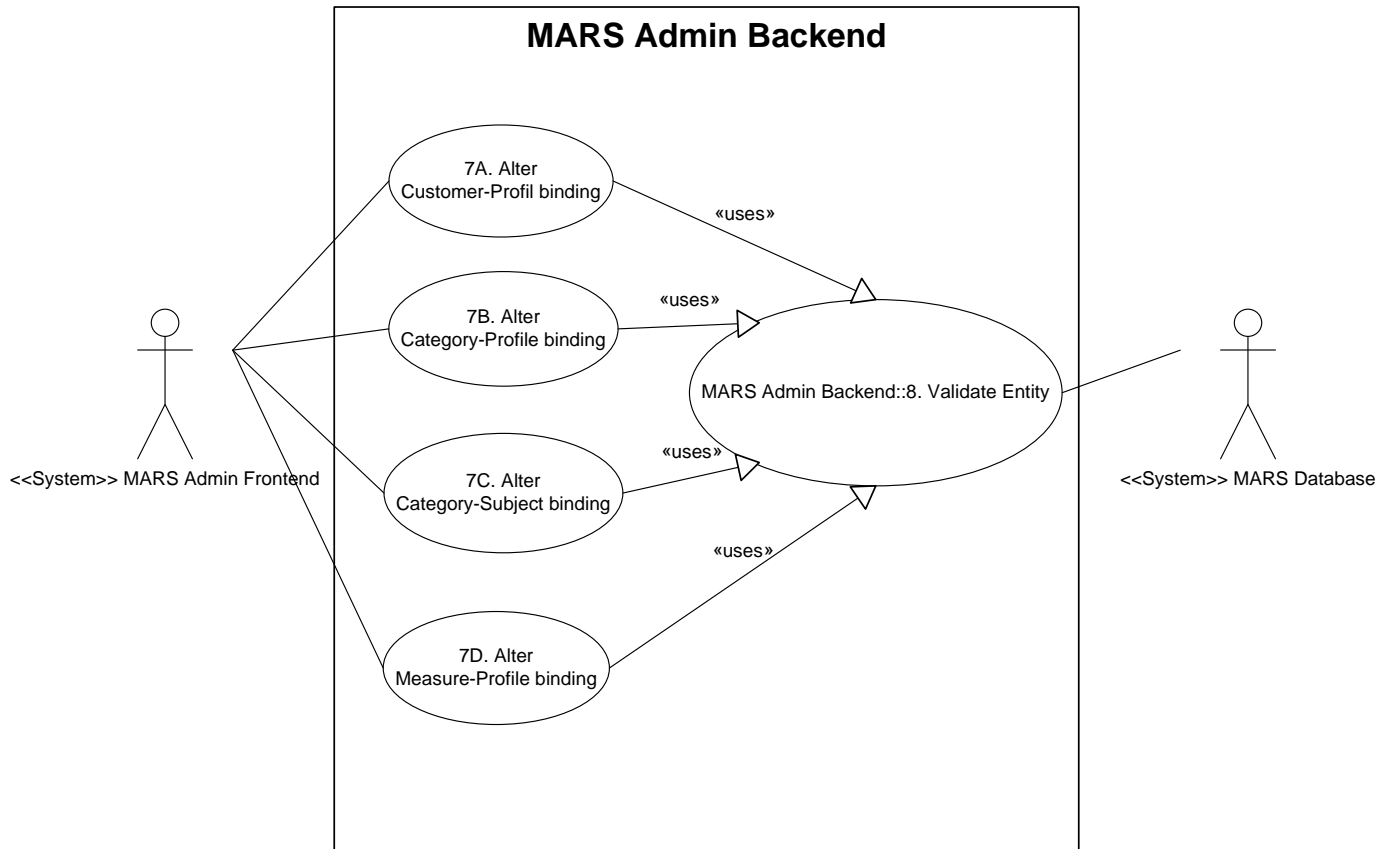 MARS Admin Backend
7A. Alter
Customer-Profil binding
«uses»
7B. Alter
Category-Profile binding
«uses»
MARS Admin Backend::8. Validate Entity
<<System>> MARS Admin Frontend
7C. Alter
Category-Subject binding
«uses»
<<System>> MARS Database
«uses»
7D. Alter
Measure-Profile binding